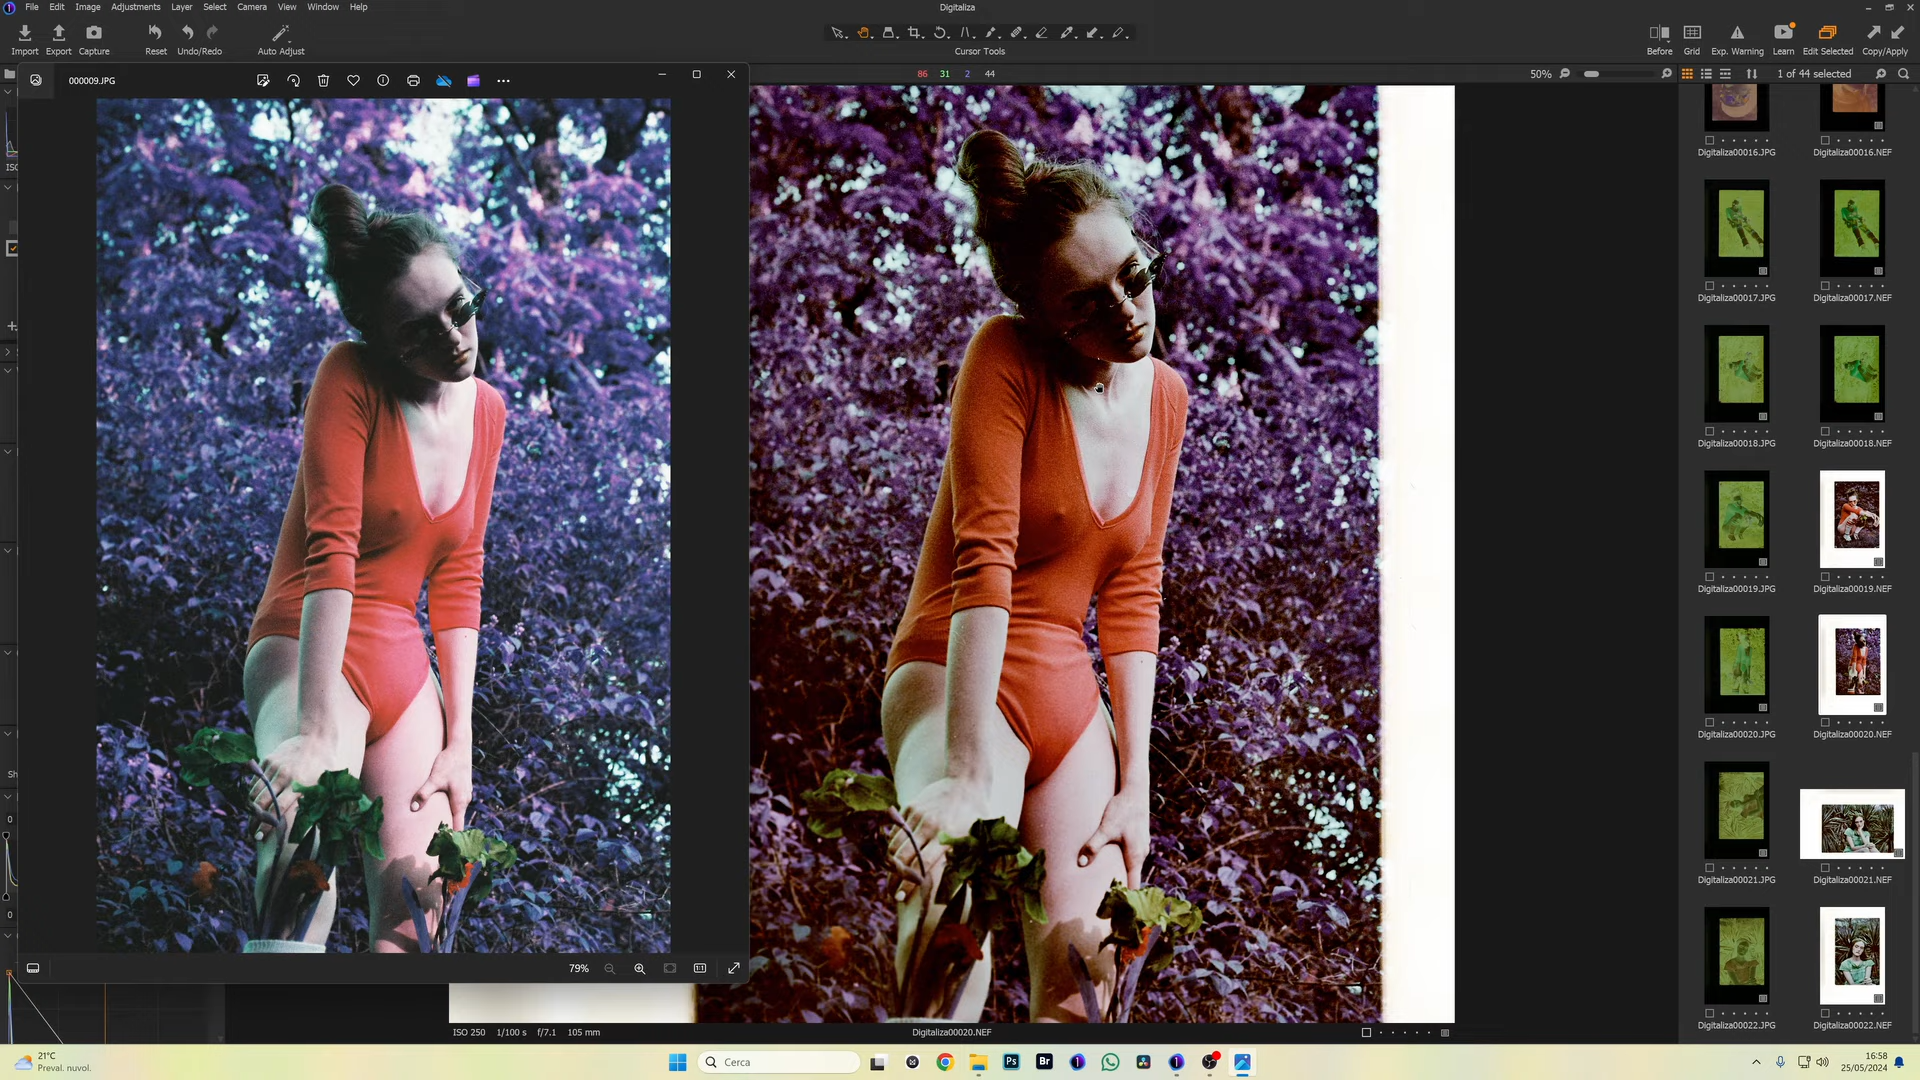 File Edit Image Adjustments Layer Select Camera View Window Help
Digitaliza
Import Export Capture Reset Undo/Redo Auto Adjust
Cursor Tools
Before Grid Exp. Warning Learn Edit Selected Copy/Apply
000009.JPG
86 31 2 44
50%
1 of 44 selected
Digitaliza00016.JPG Digitaliza00016.NEF
Digitaliza00017.JPG Digitaliza00017.NEF
Digitaliza00018.JPG Digitaliza00018.NEF
Digitaliza00019.JPG Digitaliza00019.NEF
Digitaliza00020.JPG Digitaliza00020.NEF
Digitaliza00021.JPG Digitaliza00021.NEF
Digitaliza00022.JPG Digitaliza00022.NEF
0
0
79%
ISO 250 1/100 s f/7.1 105 mm
Digitaliza00020.NEF
21°C
Preval. nuvol.
Cerca
Ps
Br
16:58
25/05/2024